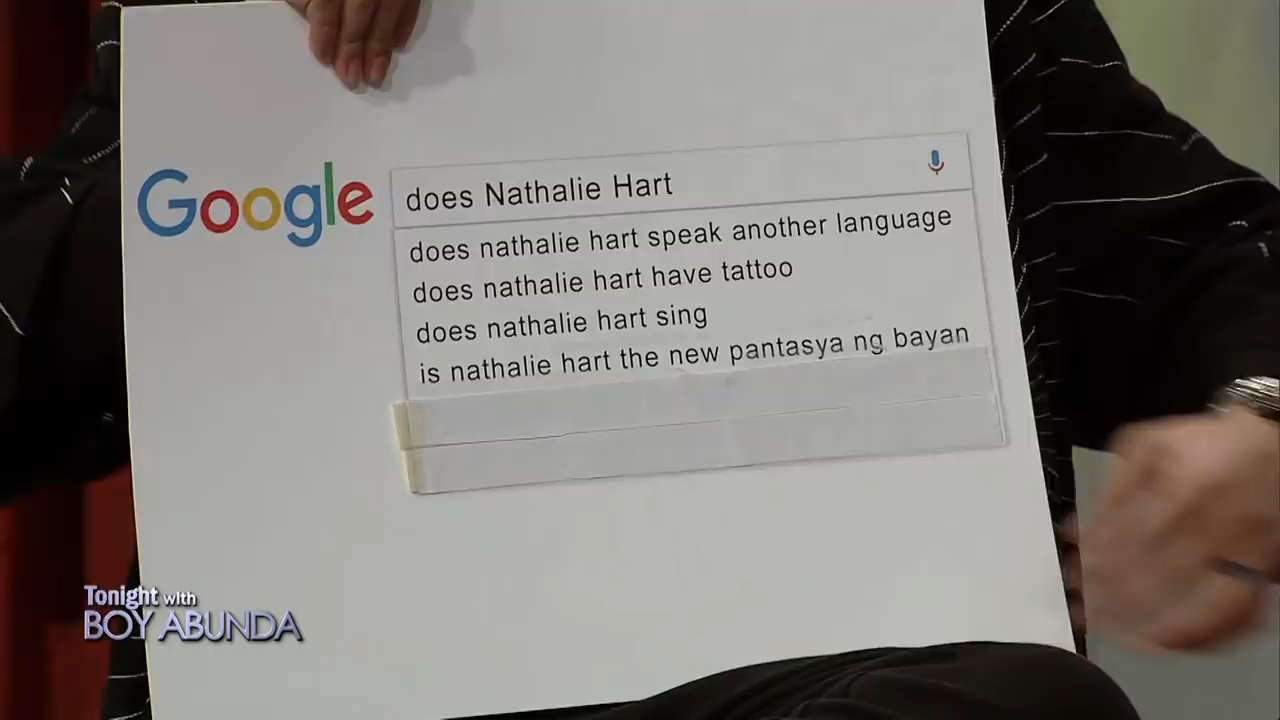 Google
does Nathalie Hart
does nathalie hart speak another language
does nathalie hart have tattoo
does nathalie hart sing
is nathalie hart the new pantasya ng bayan
Tonight with
BOY ABUNDA